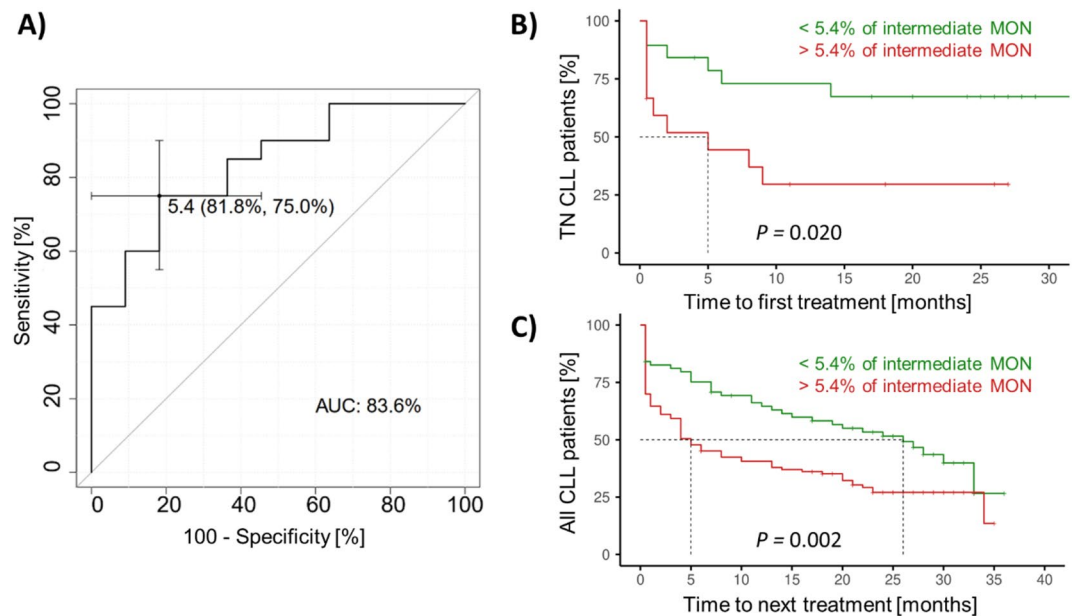 A)
Sensitivity [%]
100
80
60
40
20
0
5.4 (81.8%, 75.0%)
AUC: 83.6%
0 20 40 60 80 100
100 - Specificity [%]
B)
TN CLL patients [%]
100
75
50
25
0
< 5.4% of intermediate MON
> 5.4% of intermediate MON
P = 0.020
0 5 10 15 20 25 30
Time to first treatment [months]
C)
All CLL patients [%]
100
75
50
25
0
< 5.4% of intermediate MON
> 5.4% of intermediate MON
P = 0.002
0 5 10 15 20 25 30 35 40
Time to next treatment [months]